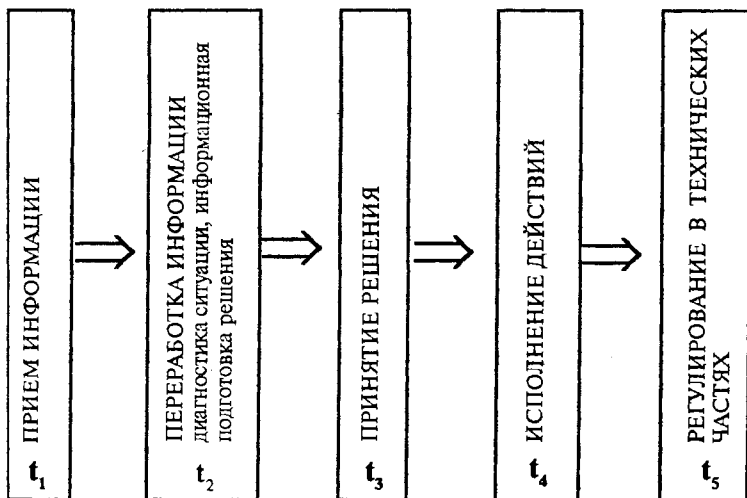 ПРИЕМ ИНФОРМАЦИИ
t₁
ПЕРЕРАБОТКА ИНФОРМАЦИИ
диагностика ситуации, информационная
подготовка решения
t₂
ПРИНЯТИЕ РЕШЕНИЯ
t₃
ИСПОЛНЕНИЕ ДЕЙСТВИЙ
t₄
РЕГУЛИРОВАНИЕ В ТЕХНИЧЕСКИХ
ЧАСТЯХ
t₅